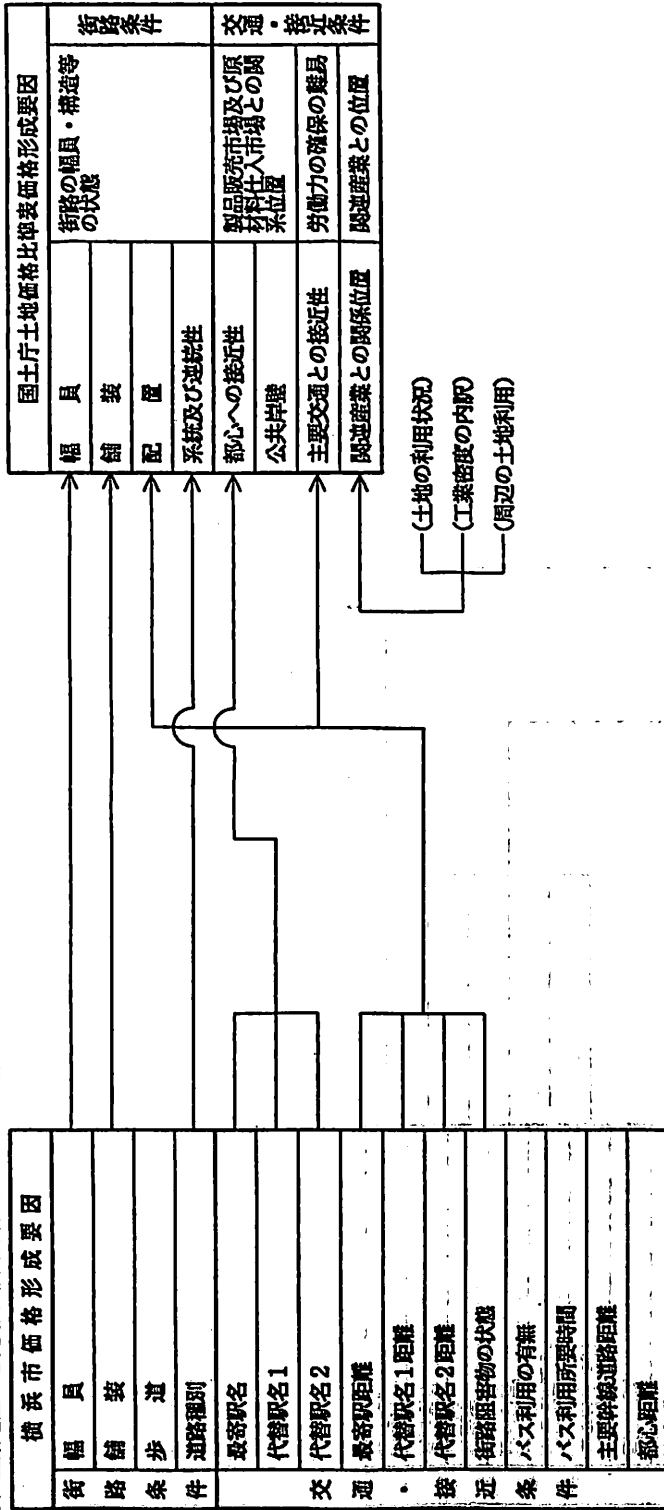 横浜市価格形成要因
街路条件
幅員
舗装
歩道
道路種別
交通・接近条件
最寄駅名
代替駅名1
代替駅名2
最寄駅距離
代替駅名1距離
代替駅名2距離
街路阻害物の状態
バス利用の有無
バス利用所要時間
主要幹線道路距離
都心距離
国土庁土地価格比準表価格形成要因
幅員
舗装
配置
系統及び連続性
街路の幅員・構造等
の状態
街路条件
都心への接近性
公共岸壁
製品販売市場及び原
材料仕入市場との関
係位置
主要交通との接近性
労働力の確保の難易
関連産業との関係位置
関連産業との位置
交通・接近条件
(土地の利用状況)
(工業密度の内訳)
(周辺の土地利用)